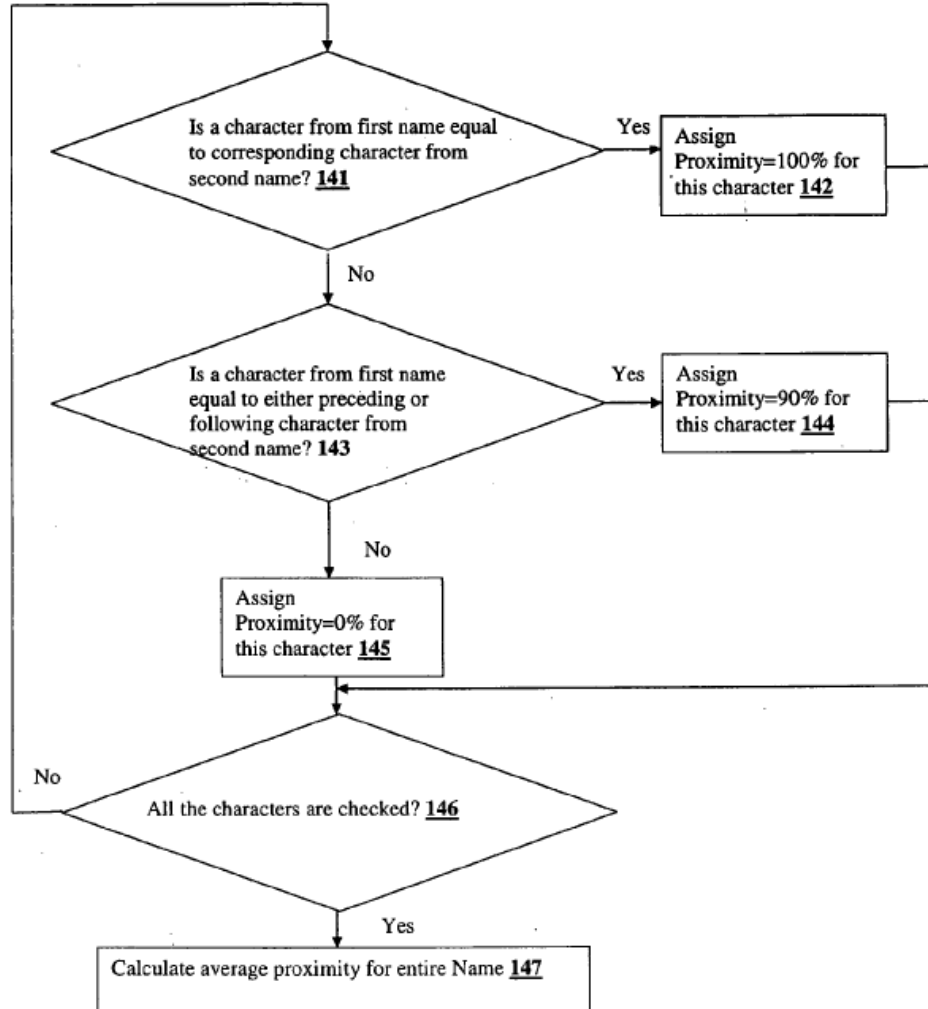 Is a character from first name equal
to corresponding character from
second name? 141
Yes
Assign
Proximity=100% for
this character 142
No
Is a character from first name
equal to either preceding or
following character from
second name? 143
Yes
Assign
Proximity=90% for
this character 144
No
Assign
Proximity=0% for
this character 145
No
All the characters are checked? 146
Yes
Calculate average proximity for entire Name 147